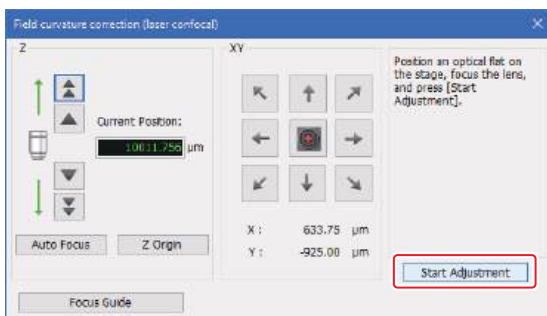 Field curvature correction (laser confocal)
Z
Current Position:
10011.756 µm
Auto Focus
Z Origin
Focus Guide
XY
X : 633.75 µm
Y : -925.00 µm
Position an optical flat on
the stage, focus the lens,
and press [Start
Adjustment].
Start Adjustment